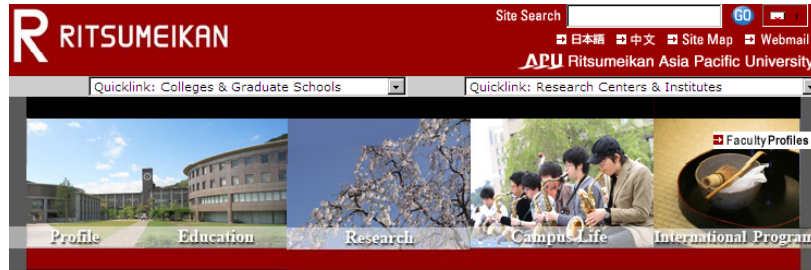 RITSUMEIKAN
Site Search GO
日本語 中文 Site Map Webmail
APU Ritsumeikan Asia Pacific University
Quicklink: Colleges & Graduate Schools Quicklink: Research Centers & Institutes
Faculty Profiles
Profile Education Research Campus Life International Program